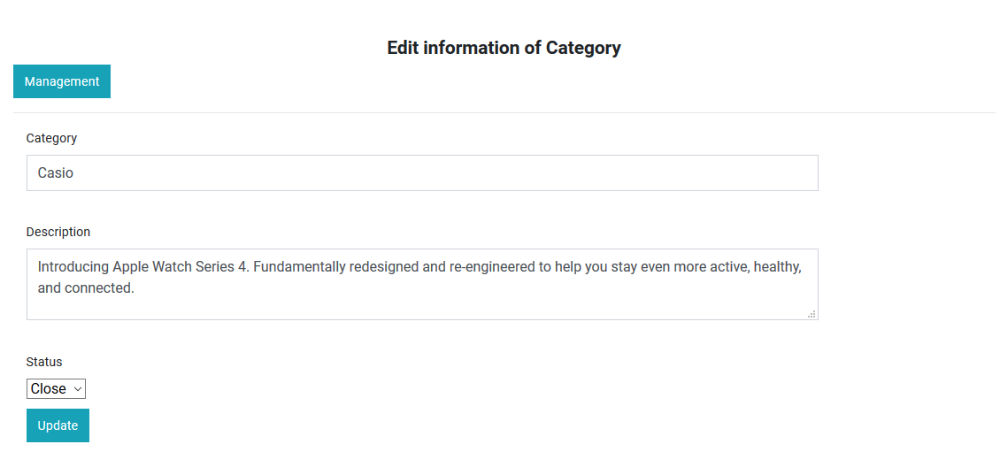 Edit information of Category
Management
Category
Casio
Description
Introducing Apple Watch Series 4. Fundamentally redesigned and re-engineered to help you stay even more active, healthy,
and connected.
Status
Close
Update